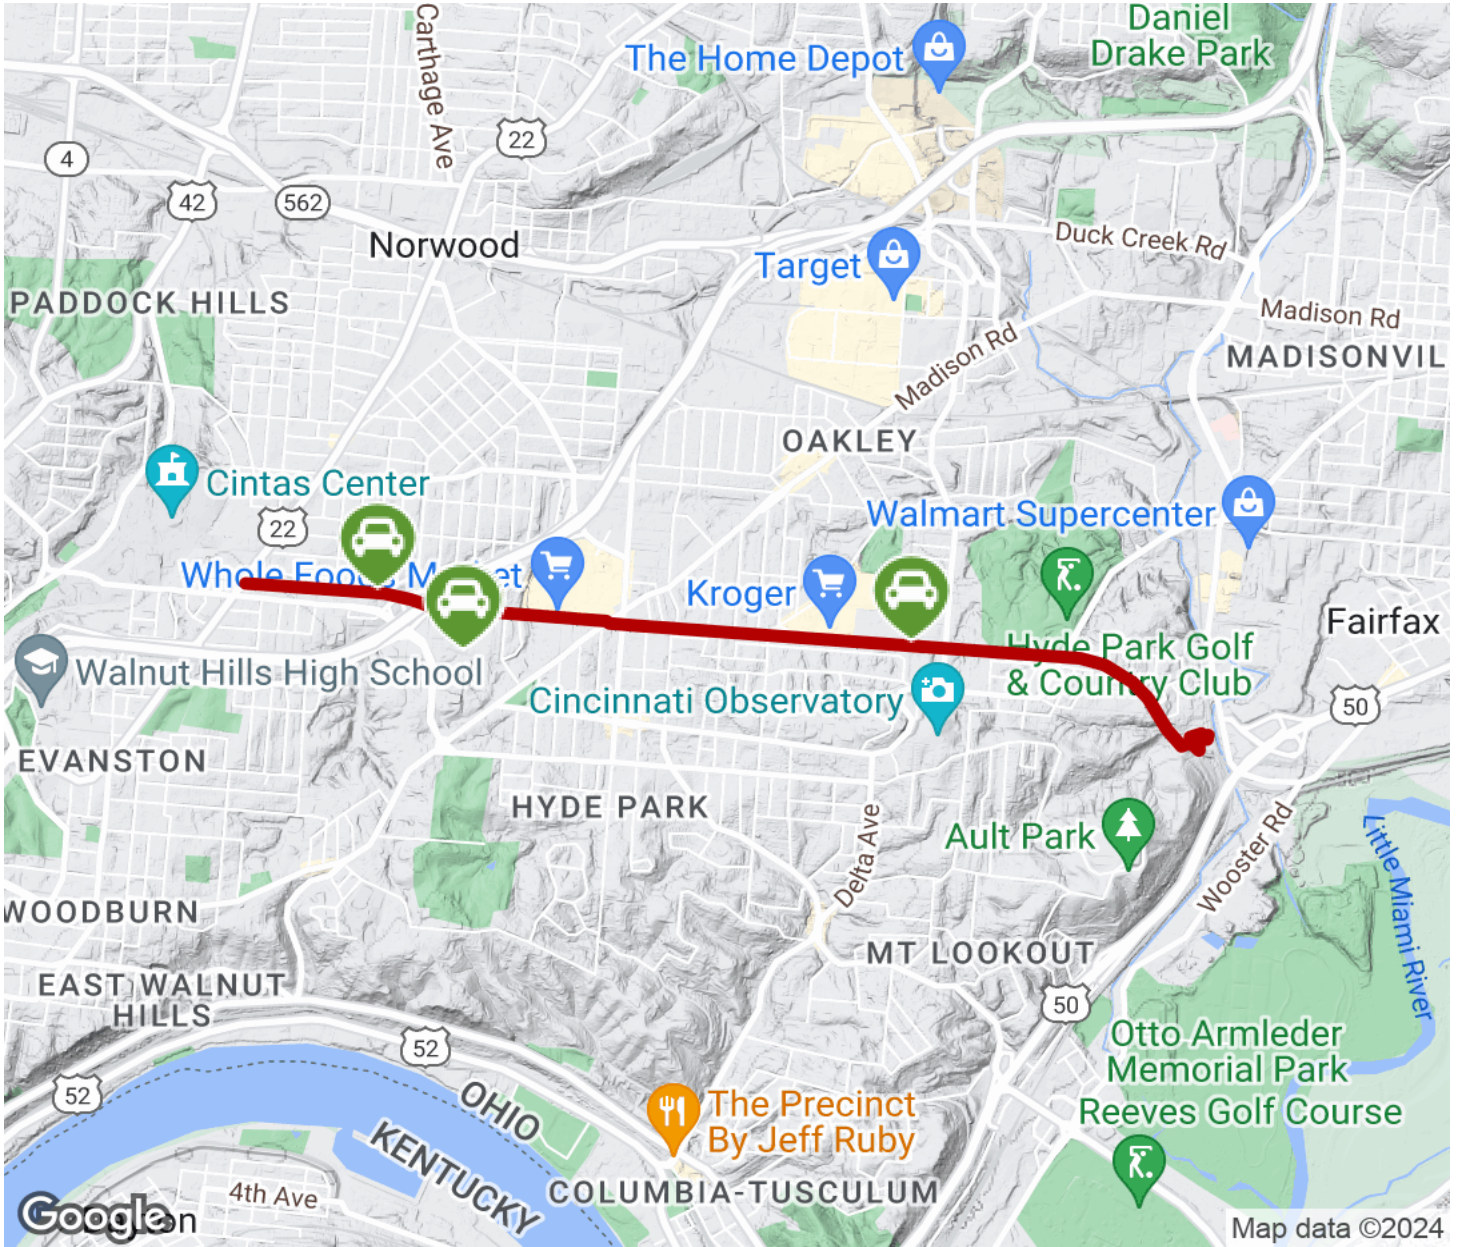 Daniel
Drake Park
Carthage Ave
The Home Depot
22
4
42
562
Norwood
Duck Creek Rd
Target
PADDOCK HILLS
Madison Rd
Madison Rd
MADISONVIL
OAKLEY
Cintas Center
22
Walmart Supercenter
Whole Foods Market
Kroger
Fairfax
Hyde Park Golf
& Country Club
Walnut Hills High School
Cincinnati Observatory
50
EVANSTON
HYDE PARK
Ault Park
Delta Ave
Wooster Rd
Little Miami River
WOODBURN
MT LOOKOUT
EAST WALNUT
HILLS
50
52
52
Otto Armleder
Memorial Park
OHIO
KENTUCKY
The Precinct
By Jeff Ruby
Reeves Golf Course
COLUMBIA-TUSCULUM
4th Ave
Google
Map data ©2024